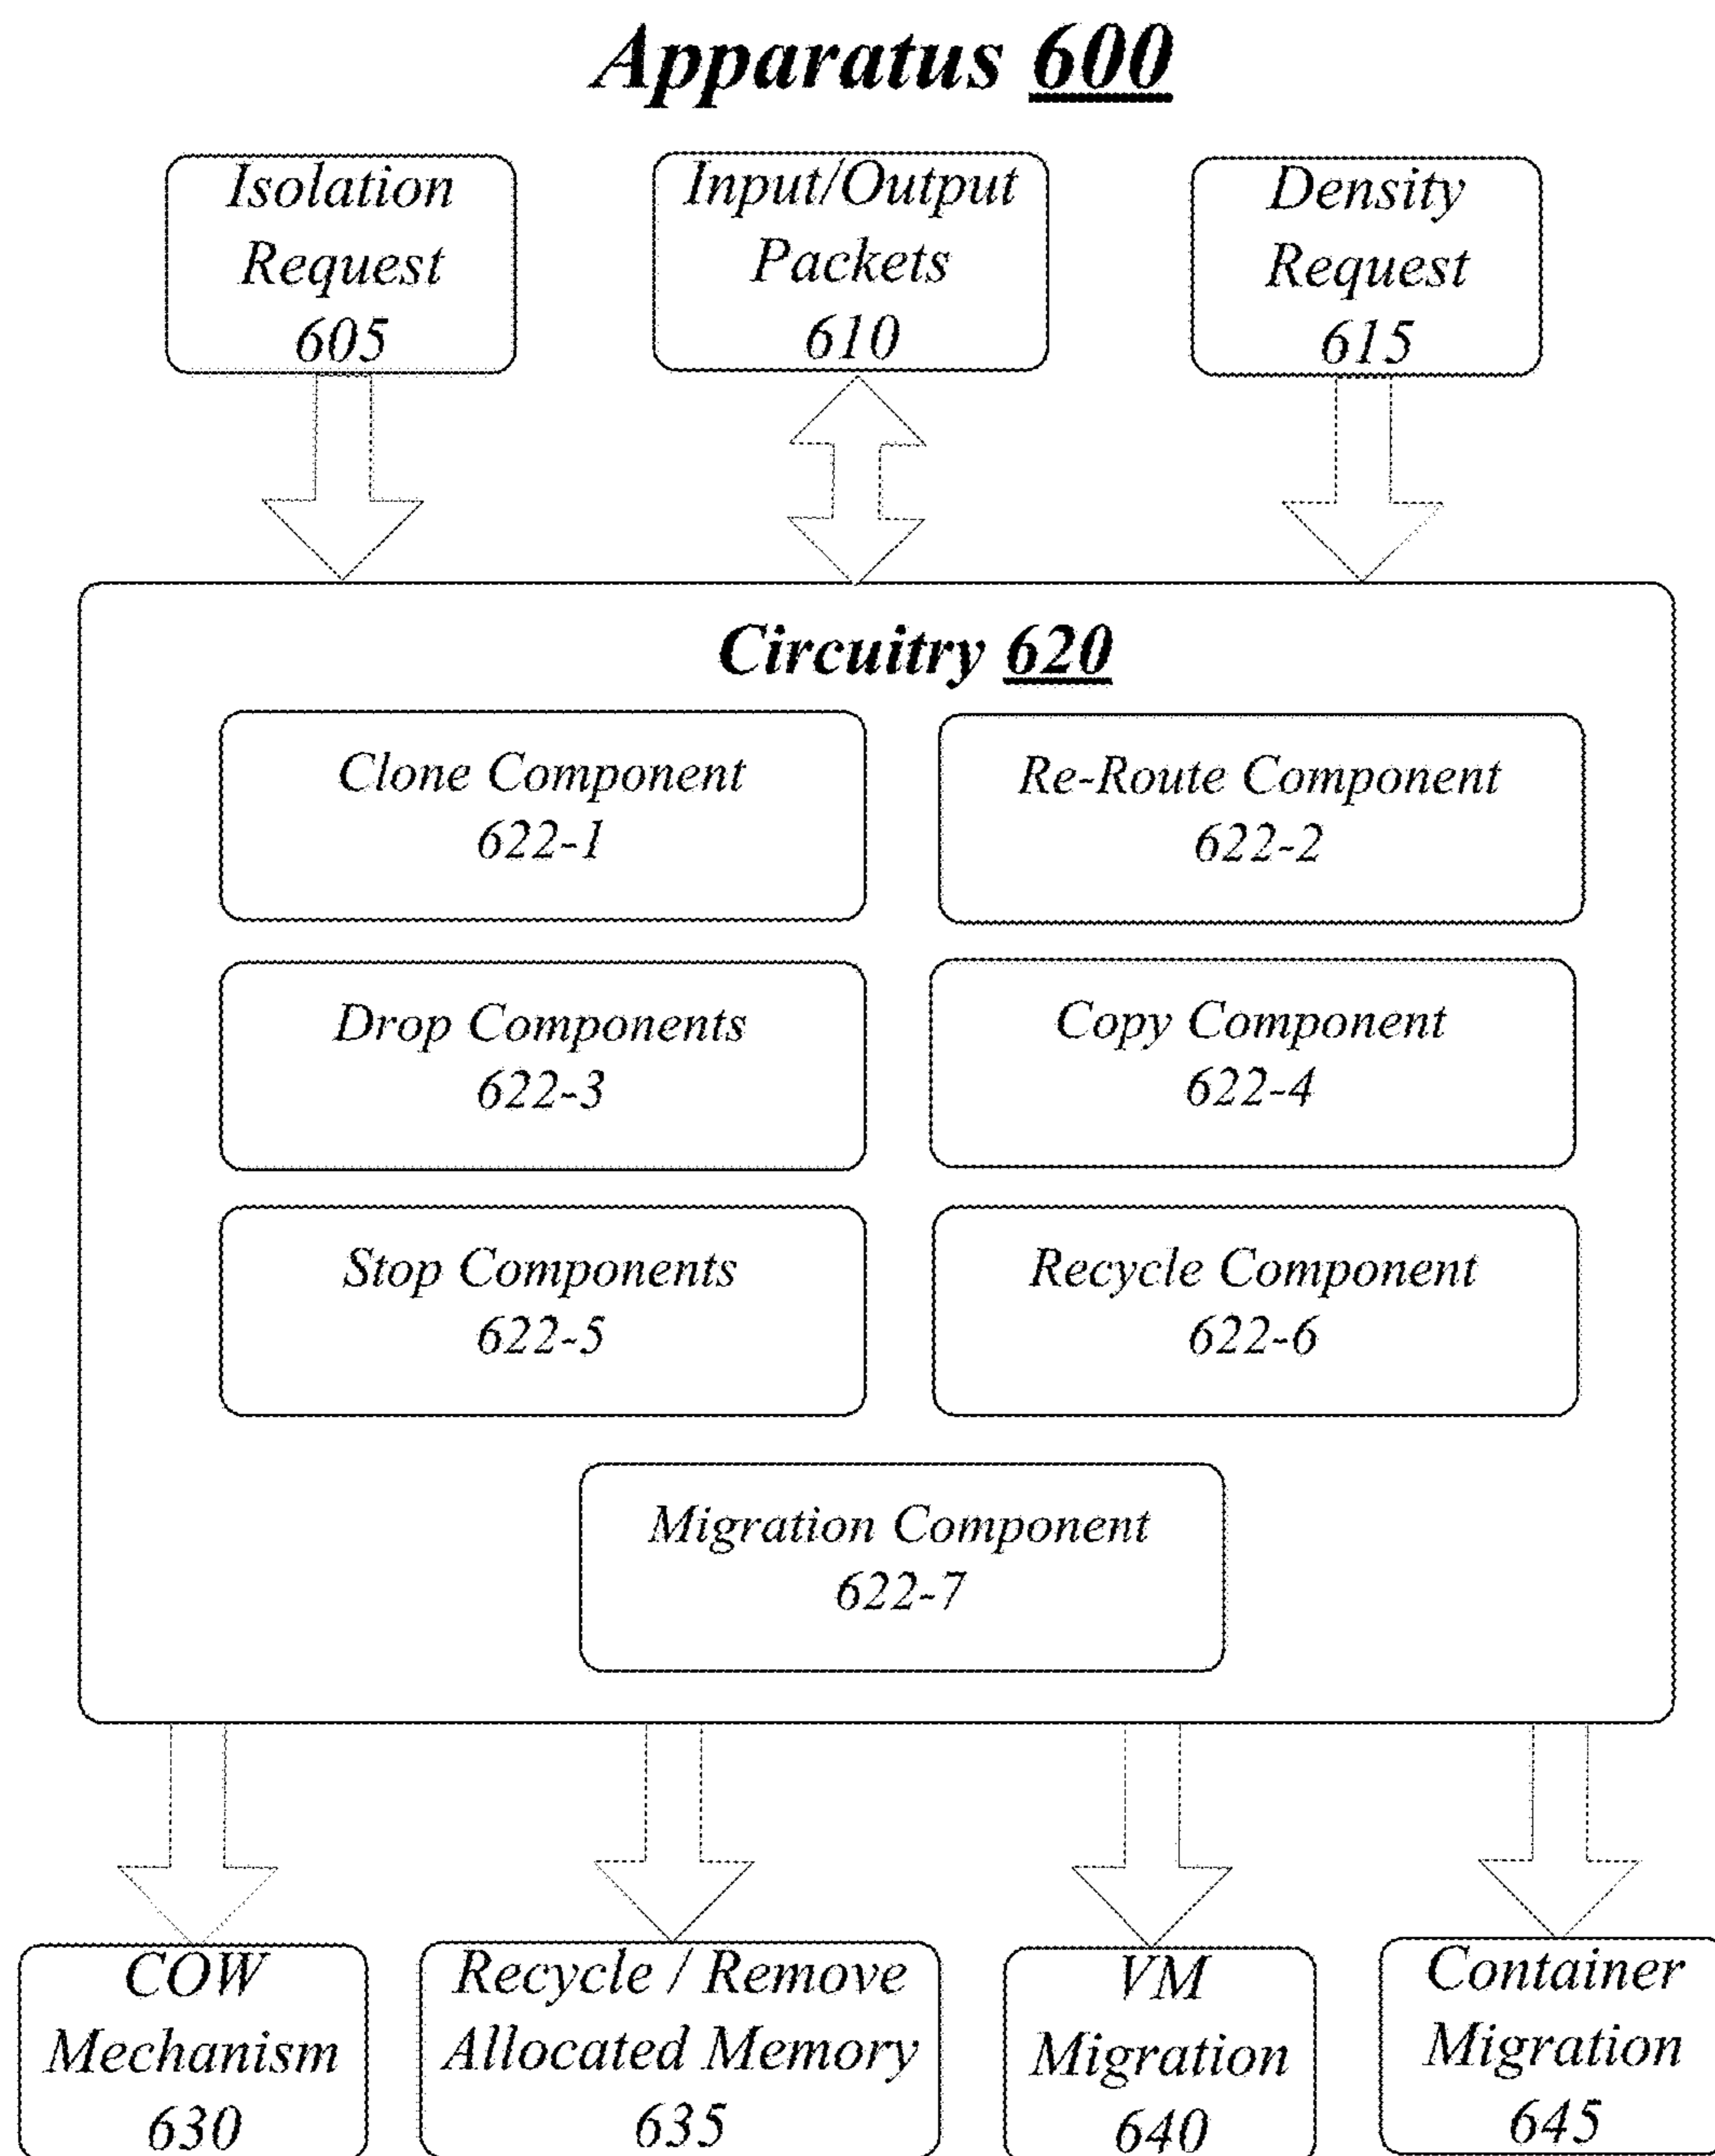 Apparatus 600
Isolation
Request
605
Input/Output
Packets
610
Density
Request
615
Circuitry 620
Clone Component
622-1
Re-Route Component
622-2
Drop Components
622-3
Copy Component
622-4
Stop Components
622-5
Recycle Component
622-6
Migration Component
622-7
COW
Mechanism
630
Recycle / Remove
Allocated Memory
635
VM
Migration
640
Container
Migration
645